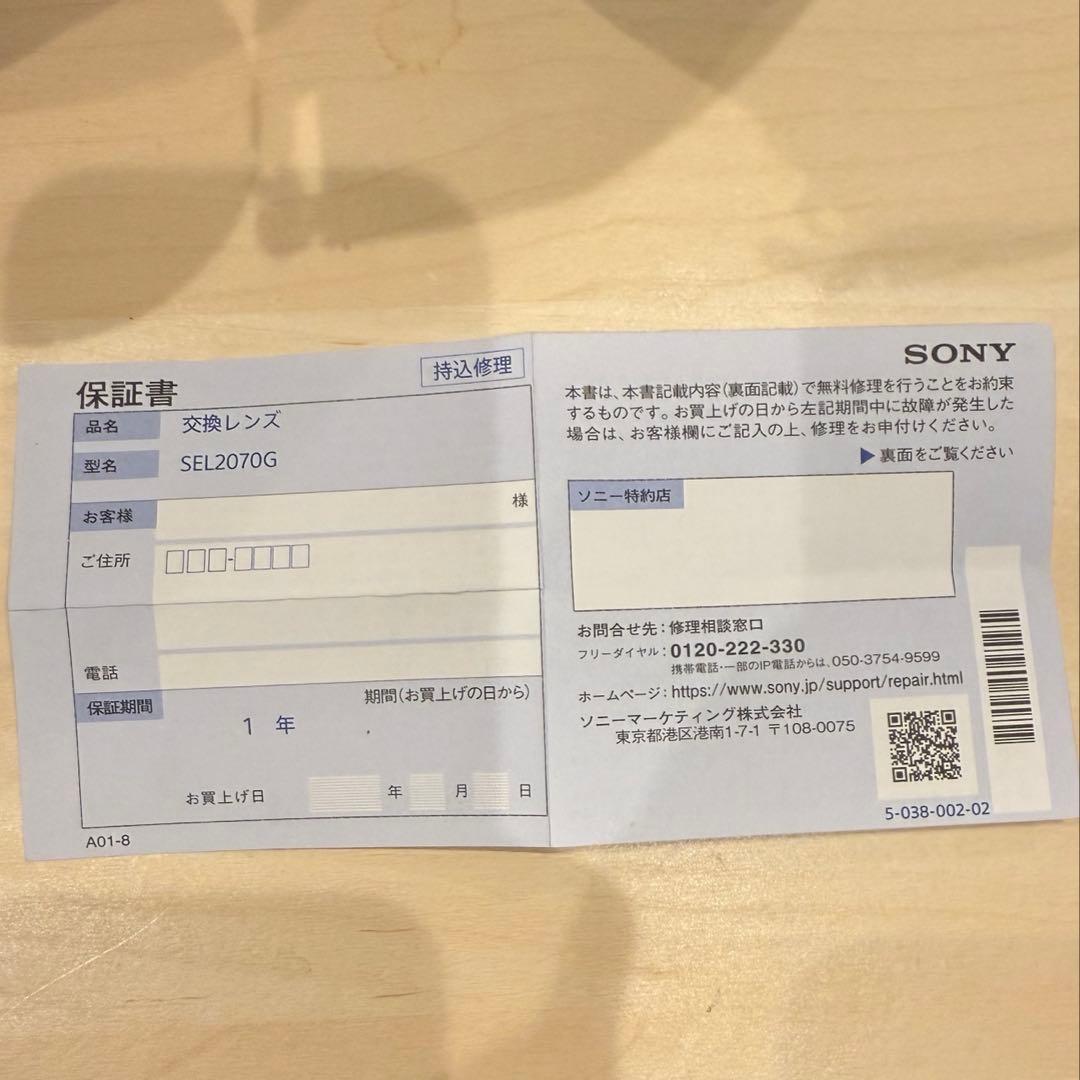 保証書
持込修理
品名 交換レンズ
型名 SEL2070G
お客様 様
ご住所 □□□-□□□□
電話
保証期間 期間(お買上げの日から)
1 年
お買上げ日 年 月 日
A01-8
SONY
本書は、本書記載内容(裏面記載)で無料修理を行うことをお約束
するものです。お買上げの日から左記期間中に故障が発生した
場合は、お客様欄にご記入の上、修理をお申付けください。
▶裏面をご覧ください
ソニー特約店
お問合せ先:修理相談窓口
フリーダイヤル:0120-222-330
携帯電話・一部のIP電話からは、050-3754-9599
ホームページ:https://www.sony.jp/support/repair.html
ソニーマーケティング株式会社
東京都港区港南1-7-1 〒108-0075
5-038-002-02